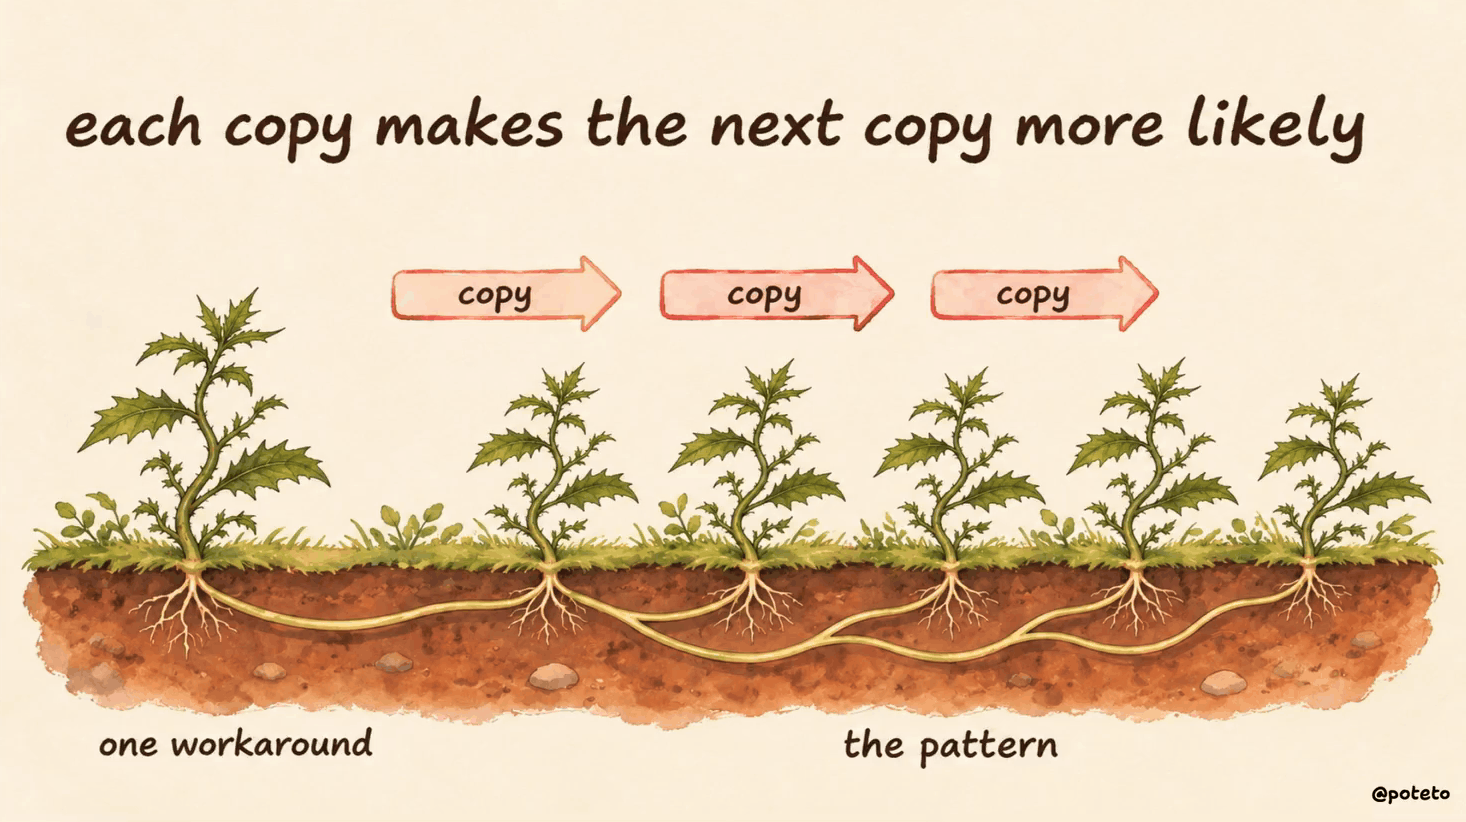 each copy makes the next copy more likely
copy
copy
copy
one workaround
the pattern
@poteto